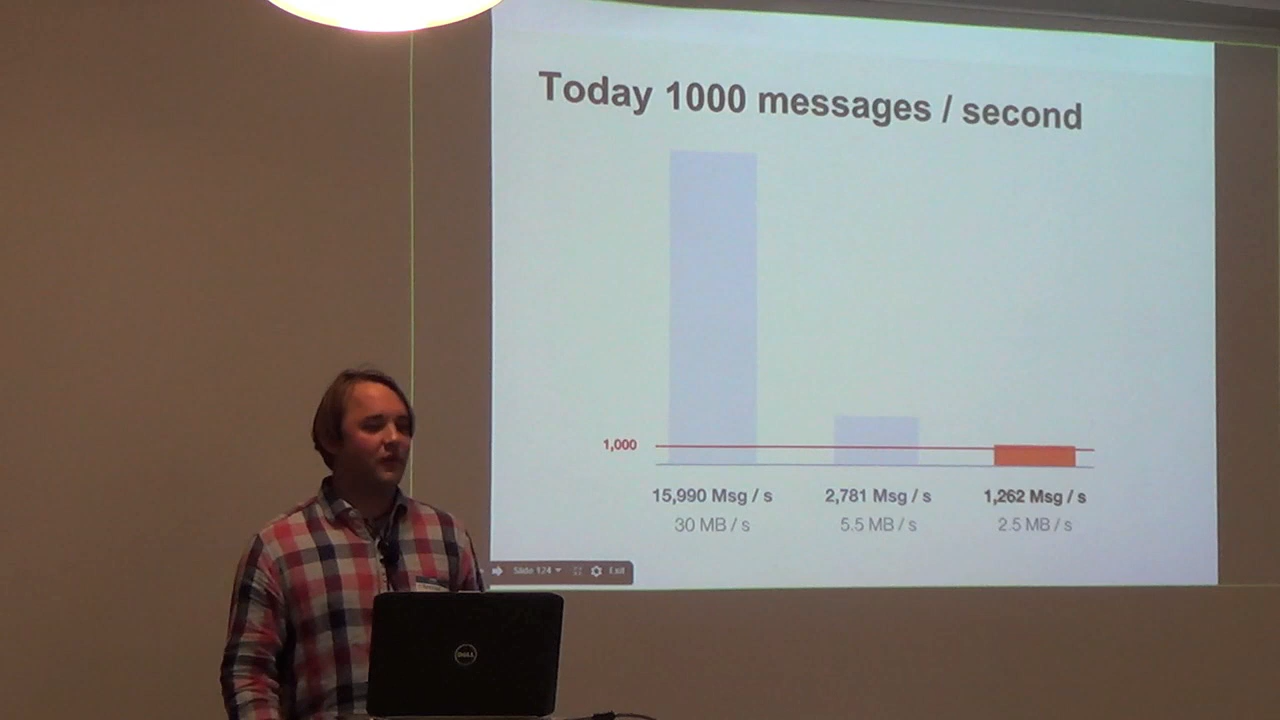 Today 1000 messages / second
1,000
15,990 Msg / s
2,781 Msg / s
1,262 Msg / s
30 MB / s
5.5 MB / s
2.5 MB / s
Slide 124
Exit
DELL